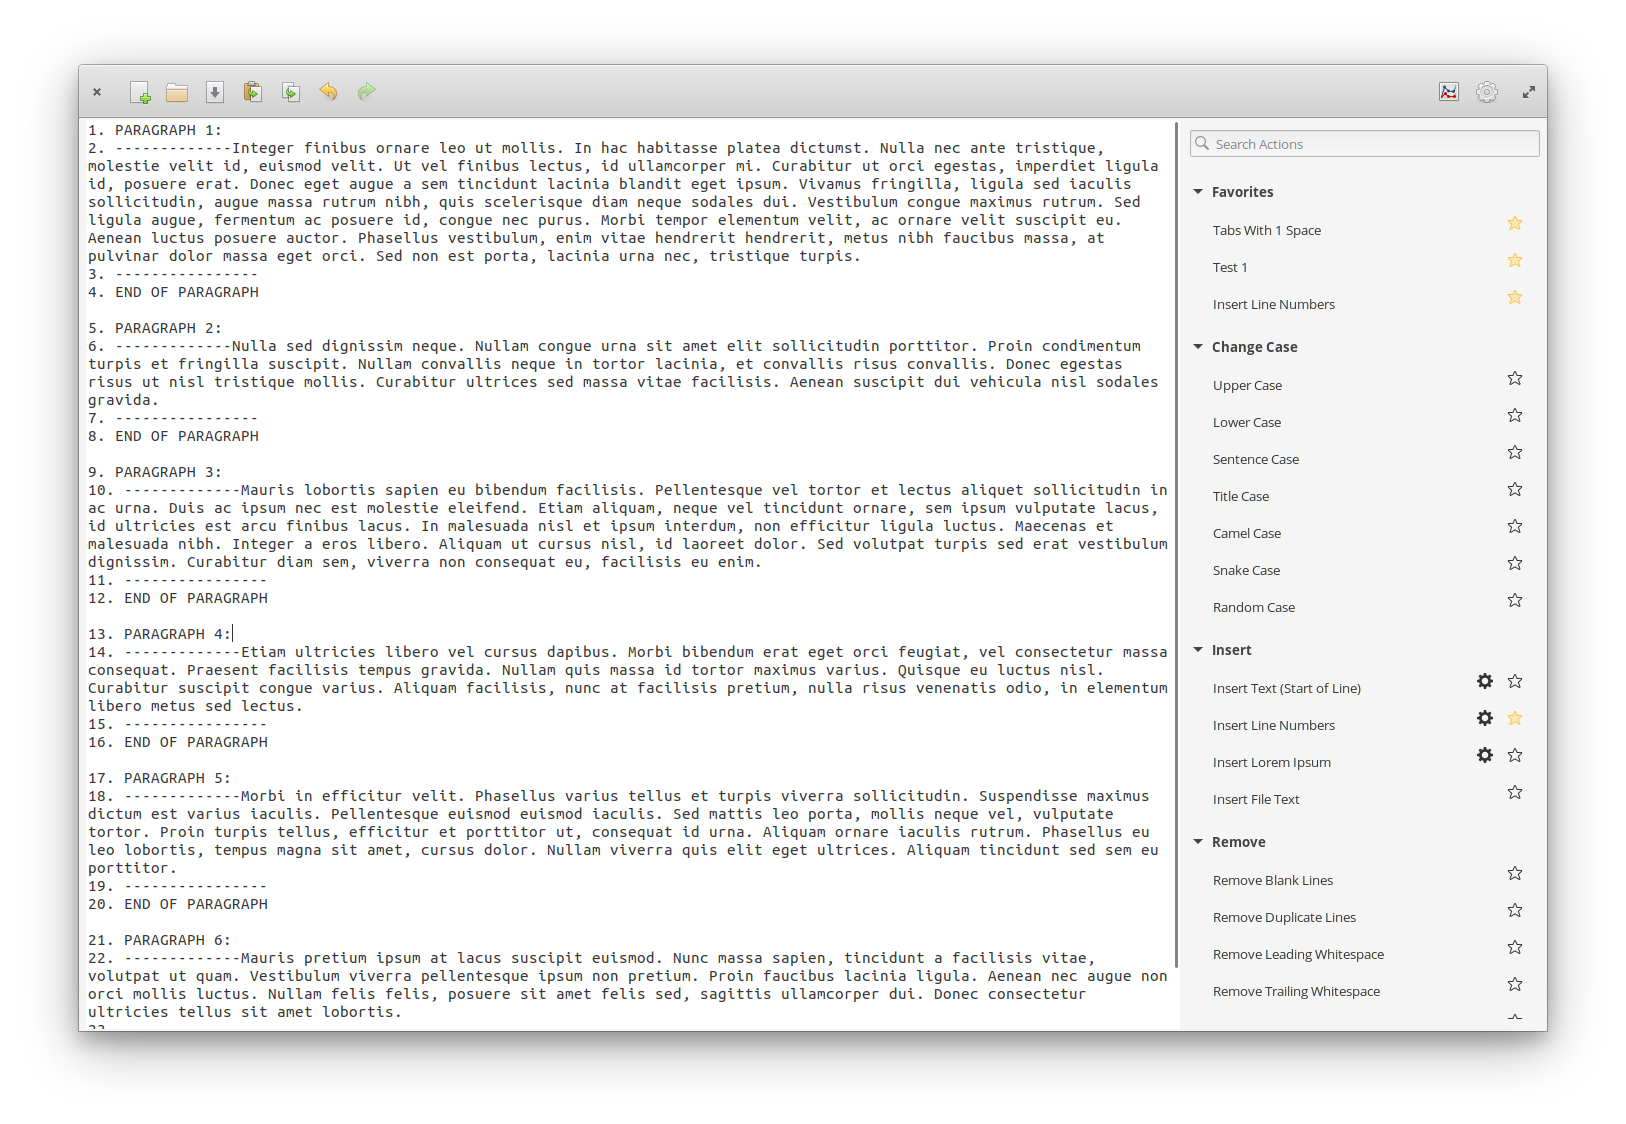 1. PARAGRAPH 1:
2. -------------Integer finibus ornare leo ut mollis. In hac habitasse platea dictumst. Nulla nec ante tristique,
molestie velit id, euismod velit. Ut vel finibus lectus, id ullamcorper mi. Curabitur ut orci egestas, imperdiet ligula
id, posuere erat. Donec eget augue a sem tincidunt lacinia blandit eget ipsum. Vivamus fringilla, ligula sed iaculis
sollicitudin, augue massa rutrum nibh, quis scelerisque diam neque sodales dui. Vestibulum congue maximus rutrum. Sed
ligula augue, fermentum ac posuere id, congue nec purus. Morbi tempor elementum velit, ac ornare velit suscipit eu.
Aenean luctus posuere auctor. Phasellus vestibulum, enim vitae hendrerit hendrerit, metus nibh faucibus massa, at
pulvinar dolor massa eget orci. Sed non est porta, lacinia urna nec, tristique turpis.
3. ----------------
4. END OF PARAGRAPH
5. PARAGRAPH 2:
6. -------------Nulla sed dignissim neque. Nullam congue urna sit amet elit sollicitudin porttitor. Proin condimentum
turpis et fringilla suscipit. Nullam convallis neque in tortor lacinia, et convallis risus convallis. Donec egestas
risus ut nisl tristique mollis. Curabitur ultrices sed massa vitae facilisis. Aenean suscipit dui vehicula nisl sodales
gravida.
7. ----------------
8. END OF PARAGRAPH
9. PARAGRAPH 3:
10. -------------Mauris lobortis sapien eu bibendum facilisis. Pellentesque vel tortor et lectus aliquet sollicitudin in
ac urna. Duis ac ipsum nec est molestie eleifend. Etiam aliquam, neque vel tincidunt ornare, sem ipsum vulputate lacus,
id ultricies est arcu finibus lacus. In malesuada nisl et ipsum interdum, non efficitur ligula luctus. Maecenas et
malesuada nibh. Integer a eros libero. Aliquam ut cursus nisl, id laoreet dolor. Sed volutpat turpis sed erat vestibulum
dignissim. Curabitur diam sem, viverra non consequat eu, facilisis eu enim.
11. ----------------
12. END OF PARAGRAPH
13. PARAGRAPH 4:
14. -------------Etiam ultricies libero vel cursus dapibus. Morbi bibendum erat eget orci feugiat, vel consectetur massa
consequat. Praesent facilisis tempus gravida. Nullam quis massa id tortor maximus varius. Quisque eu luctus nisl.
Curabitur suscipit congue varius. Aliquam facilisis, nunc at facilisis pretium, nulla risus venenatis odio, in elementum
libero metus sed lectus.
15. ----------------
16. END OF PARAGRAPH
17. PARAGRAPH 5:
18. -------------Morbi in efficitur velit. Phasellus varius tellus et turpis viverra sollicitudin. Suspendisse maximus
dictum est varius iaculis. Pellentesque euismod euismod iaculis. Sed mattis leo porta, mollis neque vel, vulputate
tortor. Proin turpis tellus, efficitur et porttitor ut, consequat id urna. Aliquam ornare iaculis rutrum. Phasellus eu
leo lobortis, tempus magna sit amet, cursus dolor. Nullam viverra quis elit eget ultrices. Aliquam tincidunt sed sem eu
porttitor.
19. ----------------
20. END OF PARAGRAPH
21. PARAGRAPH 6:
22. -------------Mauris pretium ipsum at lacus suscipit euismod. Nunc massa sapien, tincidunt a facilisis vitae,
volutpat ut quam. Vestibulum viverra pellentesque ipsum non pretium. Proin faucibus lacinia ligula. Aenean nec augue non
orci mollis luctus. Nullam felis felis, posuere sit amet felis sed, sagittis ullamcorper dui. Donec consectetur
ultricies tellus sit amet lobortis.
Search Actions
Favorites
Tabs With 1 Space
Test 1
Insert Line Numbers
Change Case
Upper Case
Lower Case
Sentence Case
Title Case
Camel Case
Snake Case
Random Case
Insert
Insert Text (Start of Line)
Insert Line Numbers
Insert Lorem Ipsum
Insert File Text
Remove
Remove Blank Lines
Remove Duplicate Lines
Remove Leading Whitespace
Remove Trailing Whitespace